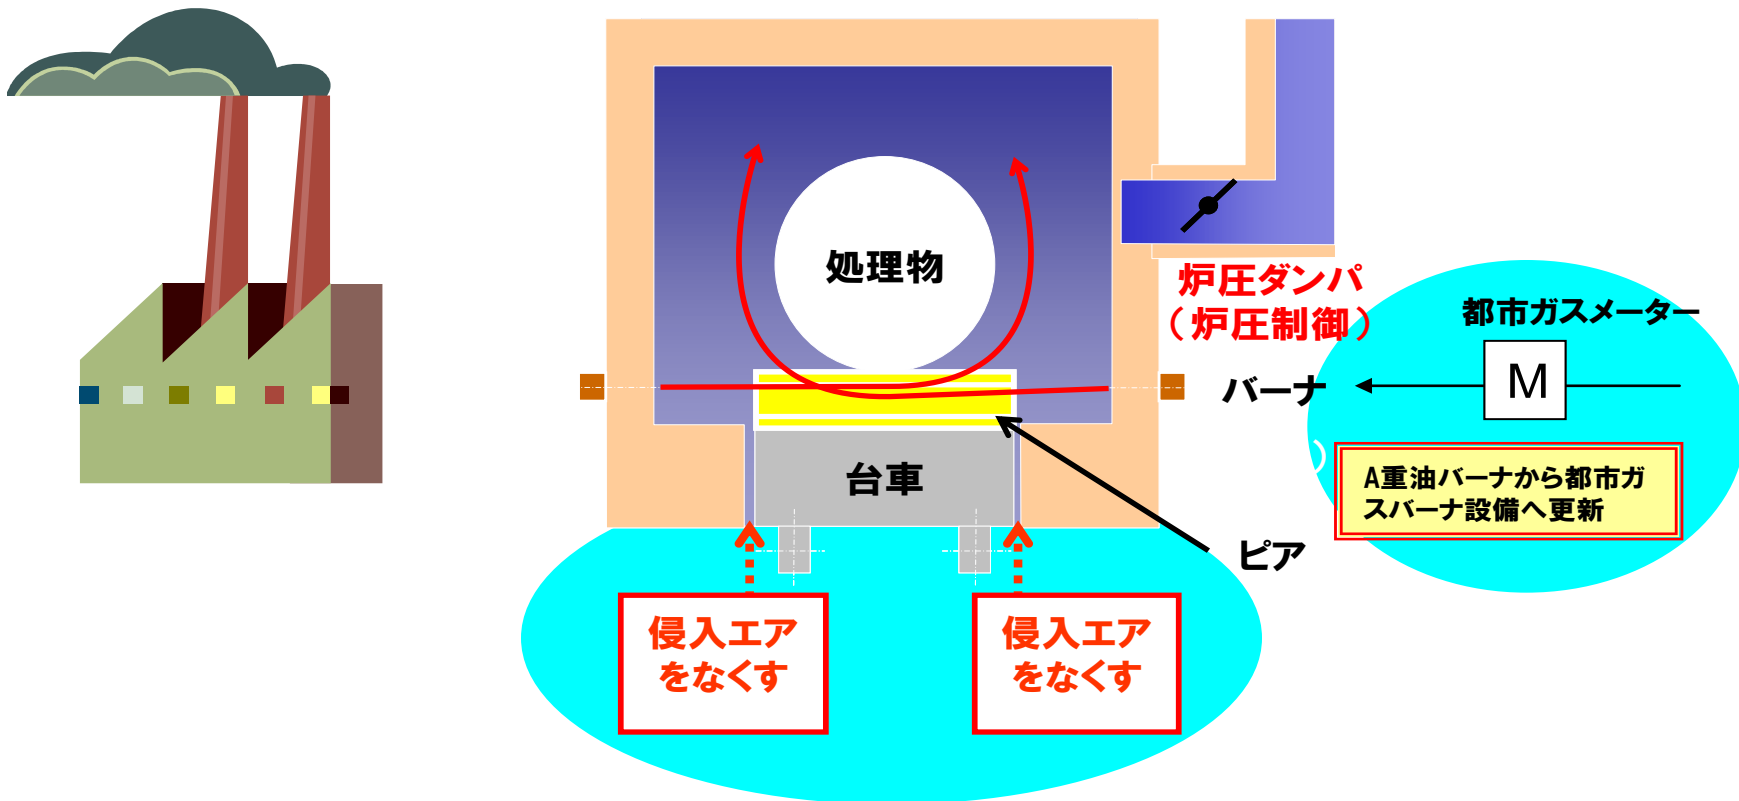 処理物
炉圧ダンパ
（炉圧制御）
都市ガスメーター
バーナ
M
台車
A重油バーナから都市ガ
スバーナ設備へ更新
ピア
侵入エア
をなくす
侵入エア
をなくす